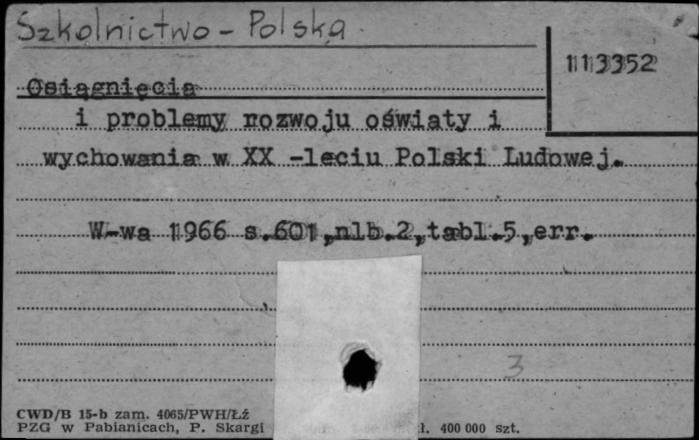 Szkolnictwo - Polska
113352
Osiągnięcia
i problemy rozwoju oświaty i
wychowania w XX -leciu Polski Ludowej.
W-wa 1966 s.601,nlb.2,tabl.5,err.
3
CWD/B 15-b zam. 4065/PWH/Łź
PZG w Pabianicach, P. Skargi
ł. 400 000 szt.